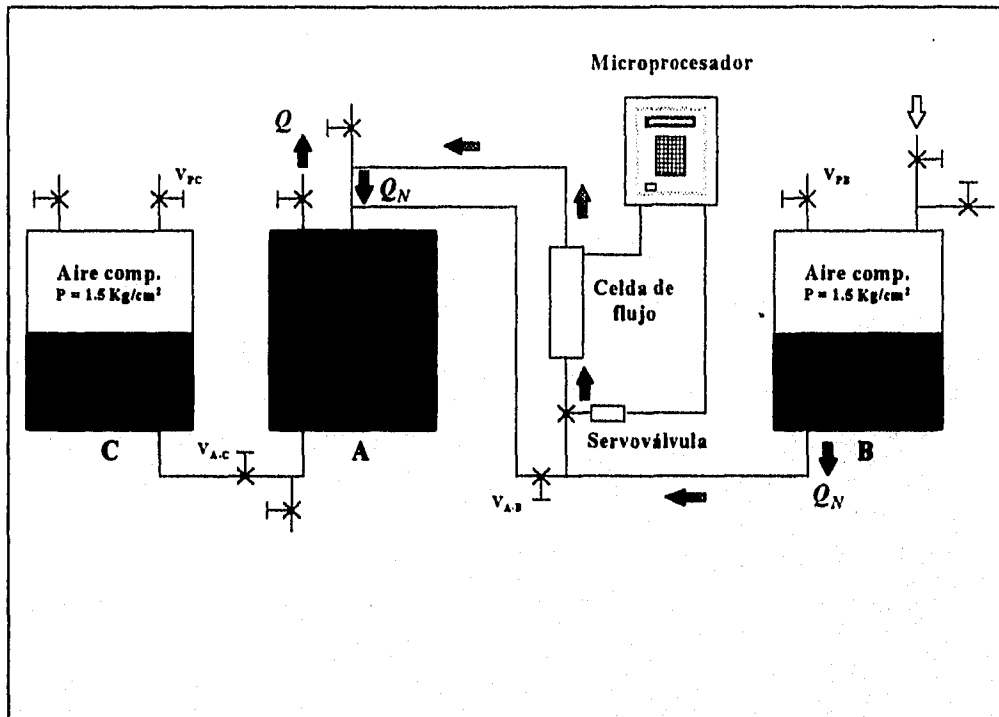 Microprocesador
Q
V_PC
Q_N
V_PB
Aire comp.
P = 1.5 Kg/cm²
Celda de
flujo
Aire comp.
P = 1.5 Kg/cm²
C
V_A-C
A
Servoválvula
B
V_A-B
Q_N